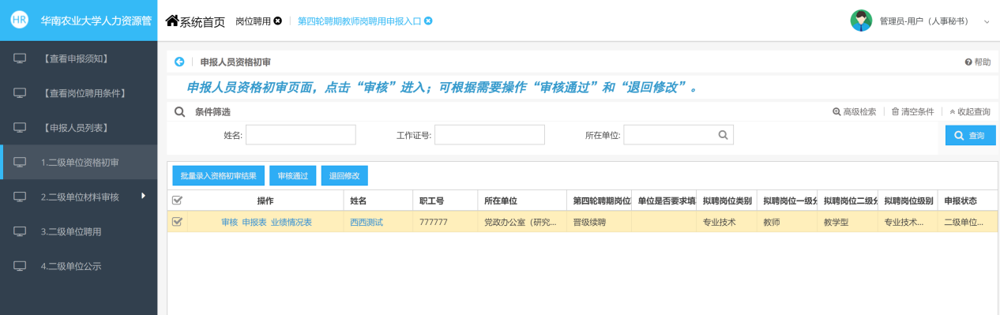 HR 华南农业大学人力资源管
系统首页 岗位聘用 第四轮聘期教师岗聘用申报入口 管理员-用户（人事秘书）
【查看申报须知】
【查看岗位聘用条件】
【申报人员列表】
1.二级单位资格初审
2.二级单位材料审核
3.二级单位聘用
4.二级单位公示
申报人员资格初审 帮助
申报人员资格初审页面，点击“审核”进入；可根据需要操作“审核通过”和“退回修改”。
条件筛选 高级检索 清空条件 收起查询
姓名: 工作证号: 所在单位: 查询
批量录入资格初审结果 审核通过 退回修改
操作 姓名 职工号 所在单位 第四轮聘期岗位 单位是否要求填 拟聘岗位类别 拟聘岗位一级分 拟聘岗位二级分 拟聘岗位级别 申报状态
审核 申报表 业绩情况表 西西测试 777777 党政办公室（研究... 晋级续聘 专业技术 教师 教学型 专业技术... 二级单位...